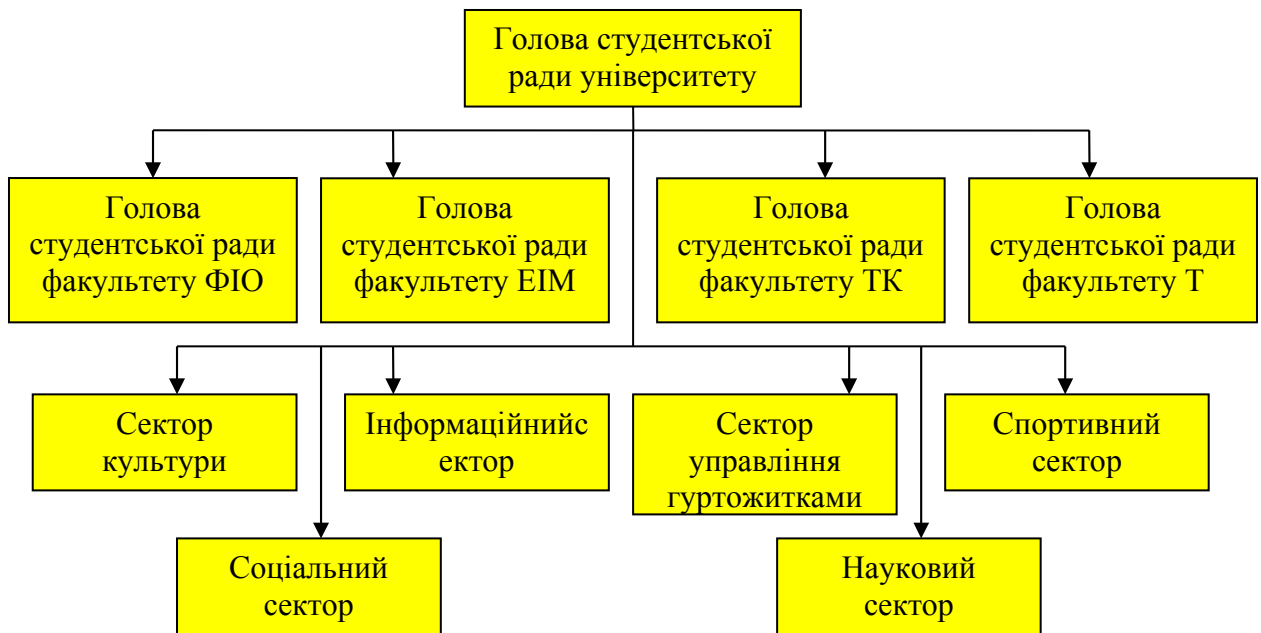 Голова студентської
ради університету
Голова
студентської ради
факультету ФІО
Голова
студентської ради
факультету ЕІМ
Голова
студентської ради
факультету ТК
Голова
студентської ради
факультету Т
Сектор
культури
Інформаційнийс
ектор
Сектор
управління
гуртожитками
Спортивний
сектор
Соціальний
сектор
Науковий
сектор